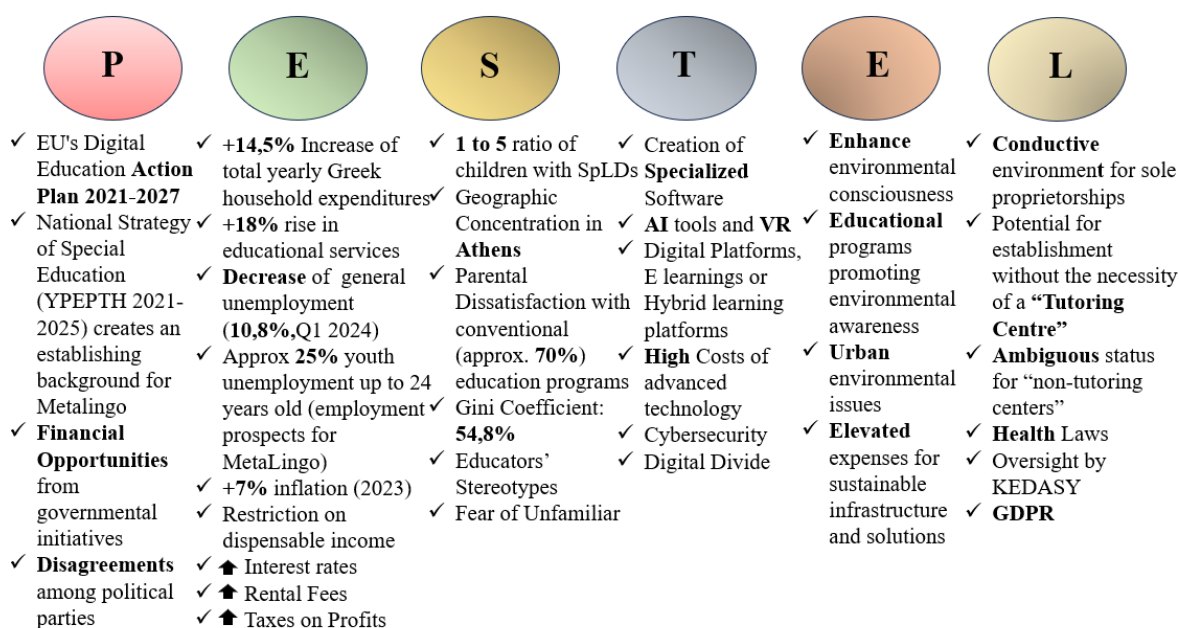 P
EU's Digital
Education Action
Plan 2021-2027
National Strategy
of Special
Education
(YPEPTH 2021-
2025) creates an
establishing
background for
Metalingo
Financial
Opportunities
from
governmental
initiatives
Disagreements
among political
parties
E
+14,5% Increase of
total yearly Greek
household expenditures
+18% rise in
educational services
Decrease of general
unemployment
(10,8%,Q1 2024)
Approx 25% youth
unemployment up to 24
years old (employment
prospects for
MetaLingo)
+7% inflation (2023)
Restriction on
dispensable income
Interest rates
Rental Fees
Taxes on Profits
S
1 to 5 ratio of
children with SpLDs
Geographic
Concentration in
Athens
Parental
Dissatisfaction with
conventional
(approx. 70%)
education programs
Gini Coefficient:
54,8%
Educators’
Stereotypes
Fear of Unfamiliar
T
Creation of
Specialized
Software
AI tools and VR
Digital Platforms,
E learnings or
Hybrid learning
platforms
High Costs of
advanced
technology
Cybersecurity
Digital Divide
E
Enhance
environmental
consciousness
Educational
programs
promoting
environmental
awareness
Urban
environmental
issues
Elevated
expenses for
sustainable
infrastructure
and solutions
L
Conductive
environment for sole
proprietorships
Potential for
establishment
without the necessity
of a “Tutoring
Centre”
Ambiguous status
for “non-tutoring
centers”
Health Laws
Oversight by
KEDASY
GDPR